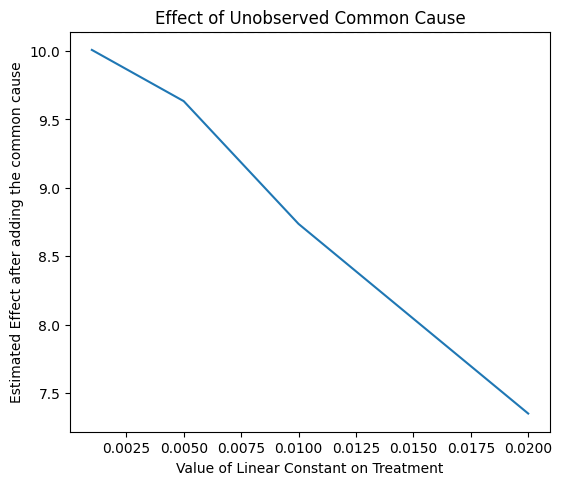 Effect of Unobserved Common Cause
Estimated Effect after adding the common cause
10.0
9.5
9.0
8.5
8.0
7.5
0.0025 0.0050 0.0075 0.0100 0.0125 0.0150 0.0175 0.0200
Value of Linear Constant on Treatment